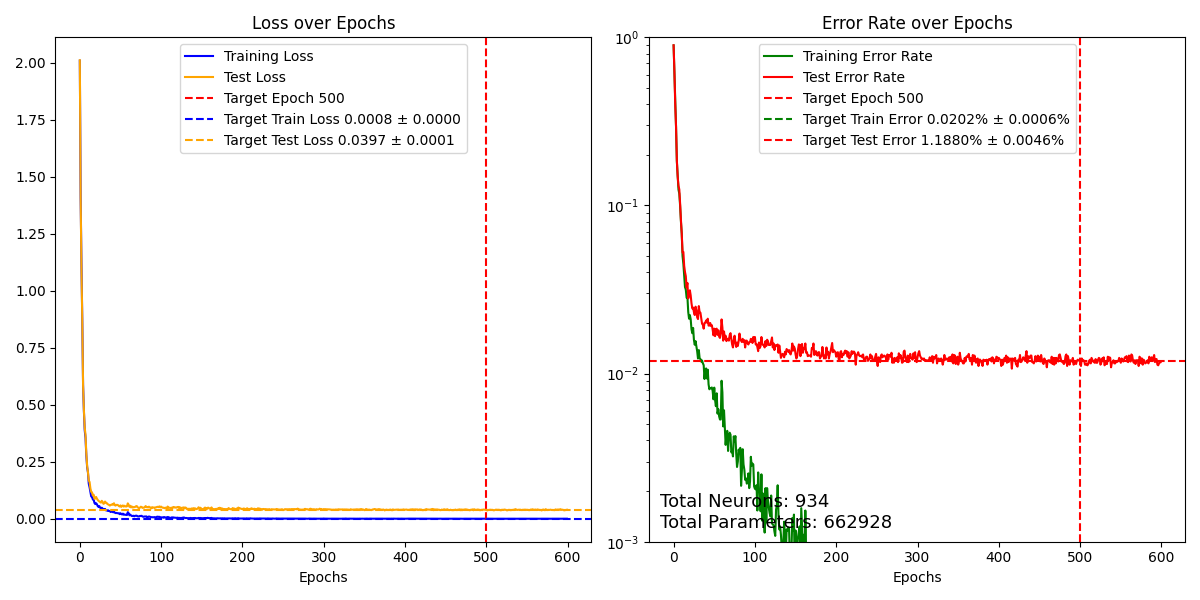 Loss over Epochs
2.00
1.75
1.50
1.25
1.00
0.75
0.50
0.25
0.00
Training Loss
Test Loss
Target Epoch 500
Target Train Loss 0.0008 ± 0.0000
Target Test Loss 0.0397 ± 0.0001
0 100 200 300 400 500 600
Epochs
Error Rate over Epochs
10⁰
10⁻¹
10⁻²
10⁻³
Training Error Rate
Test Error Rate
Target Epoch 500
Target Train Error 0.0202% ± 0.0006%
Target Test Error 1.1880% ± 0.0046%
Total Neurons: 934
Total Parameters: 662928
0 100 200 300 400 500 600
Epochs